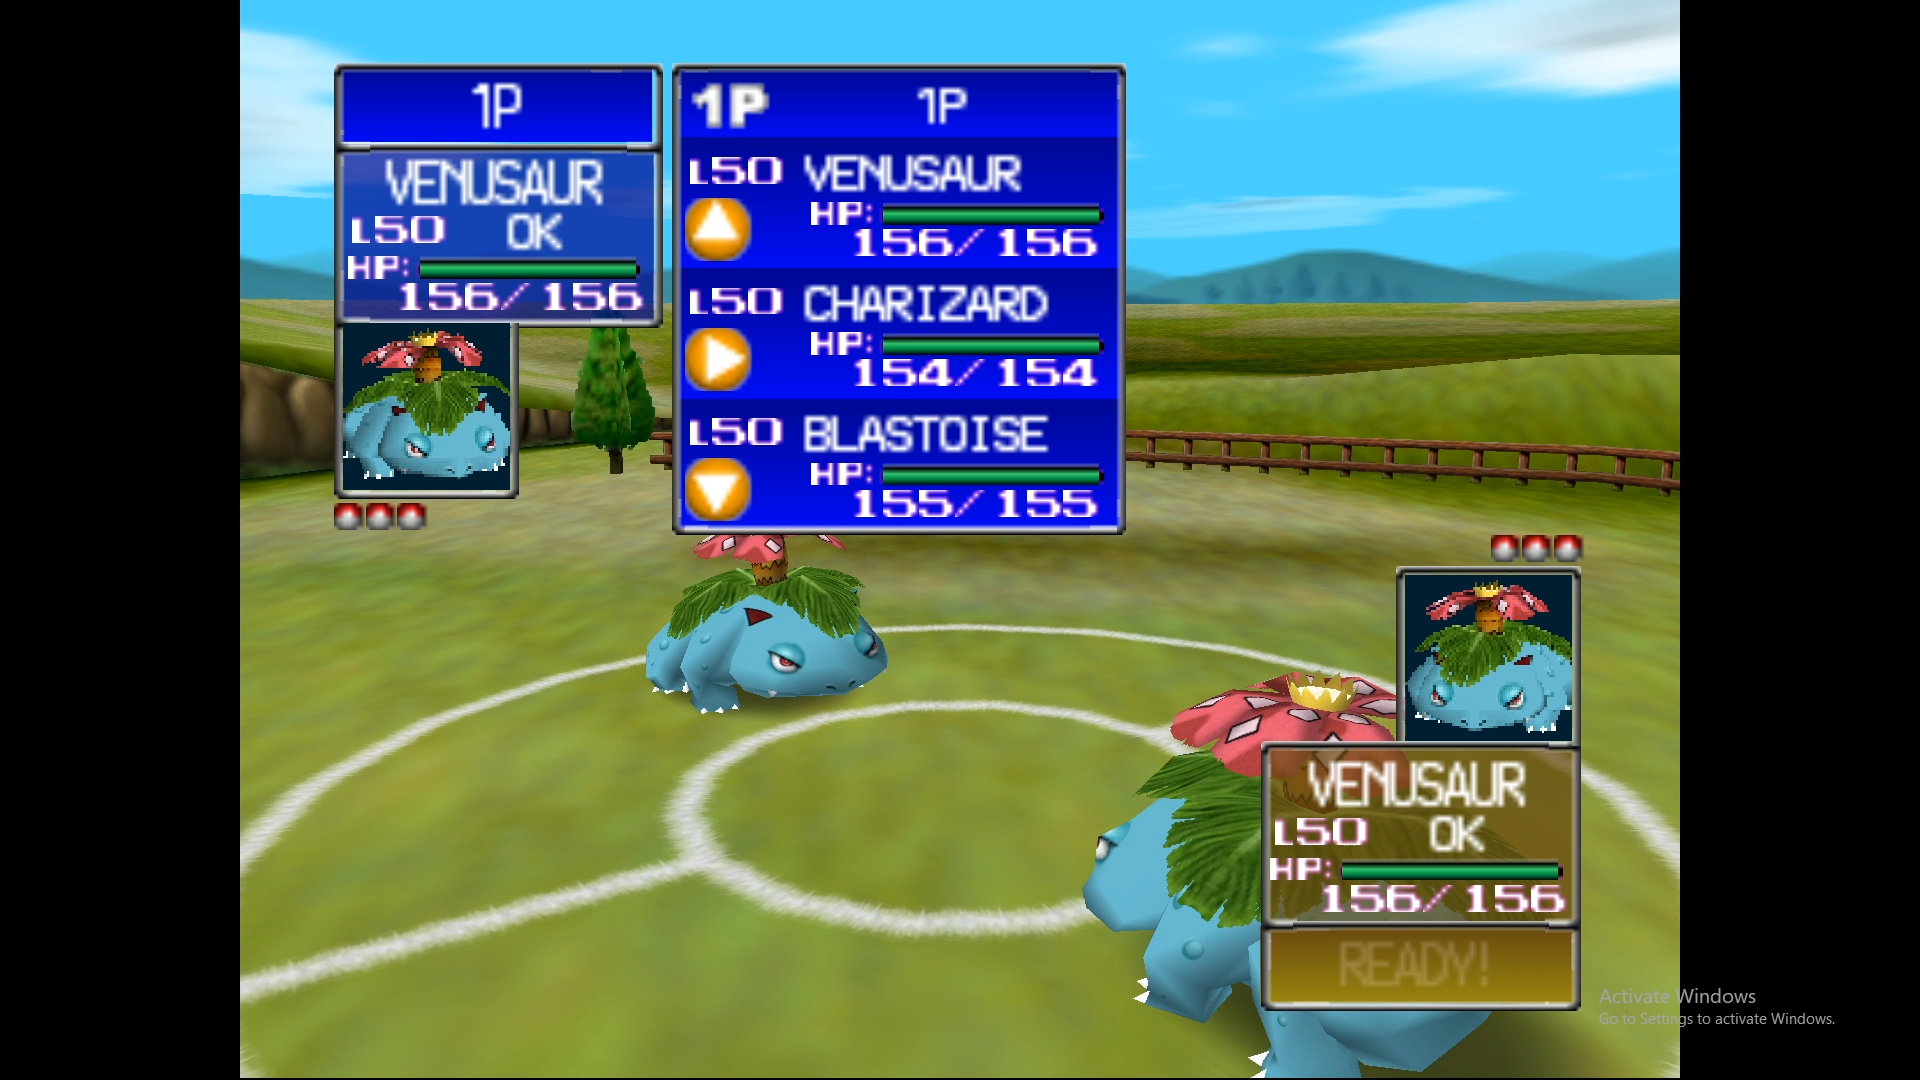 1P
VENUSAUR
L50 OK
HP:
156/156
1P 1P
L50 VENUSAUR
HP:
156/156
L50 CHARIZARD
HP:
154/154
L50 BLASTOISE
HP:
155/155
VENUSAUR
L50 OK
HP:
156/156
READY!
Activate Windows
Go to Settings to activate Windows.